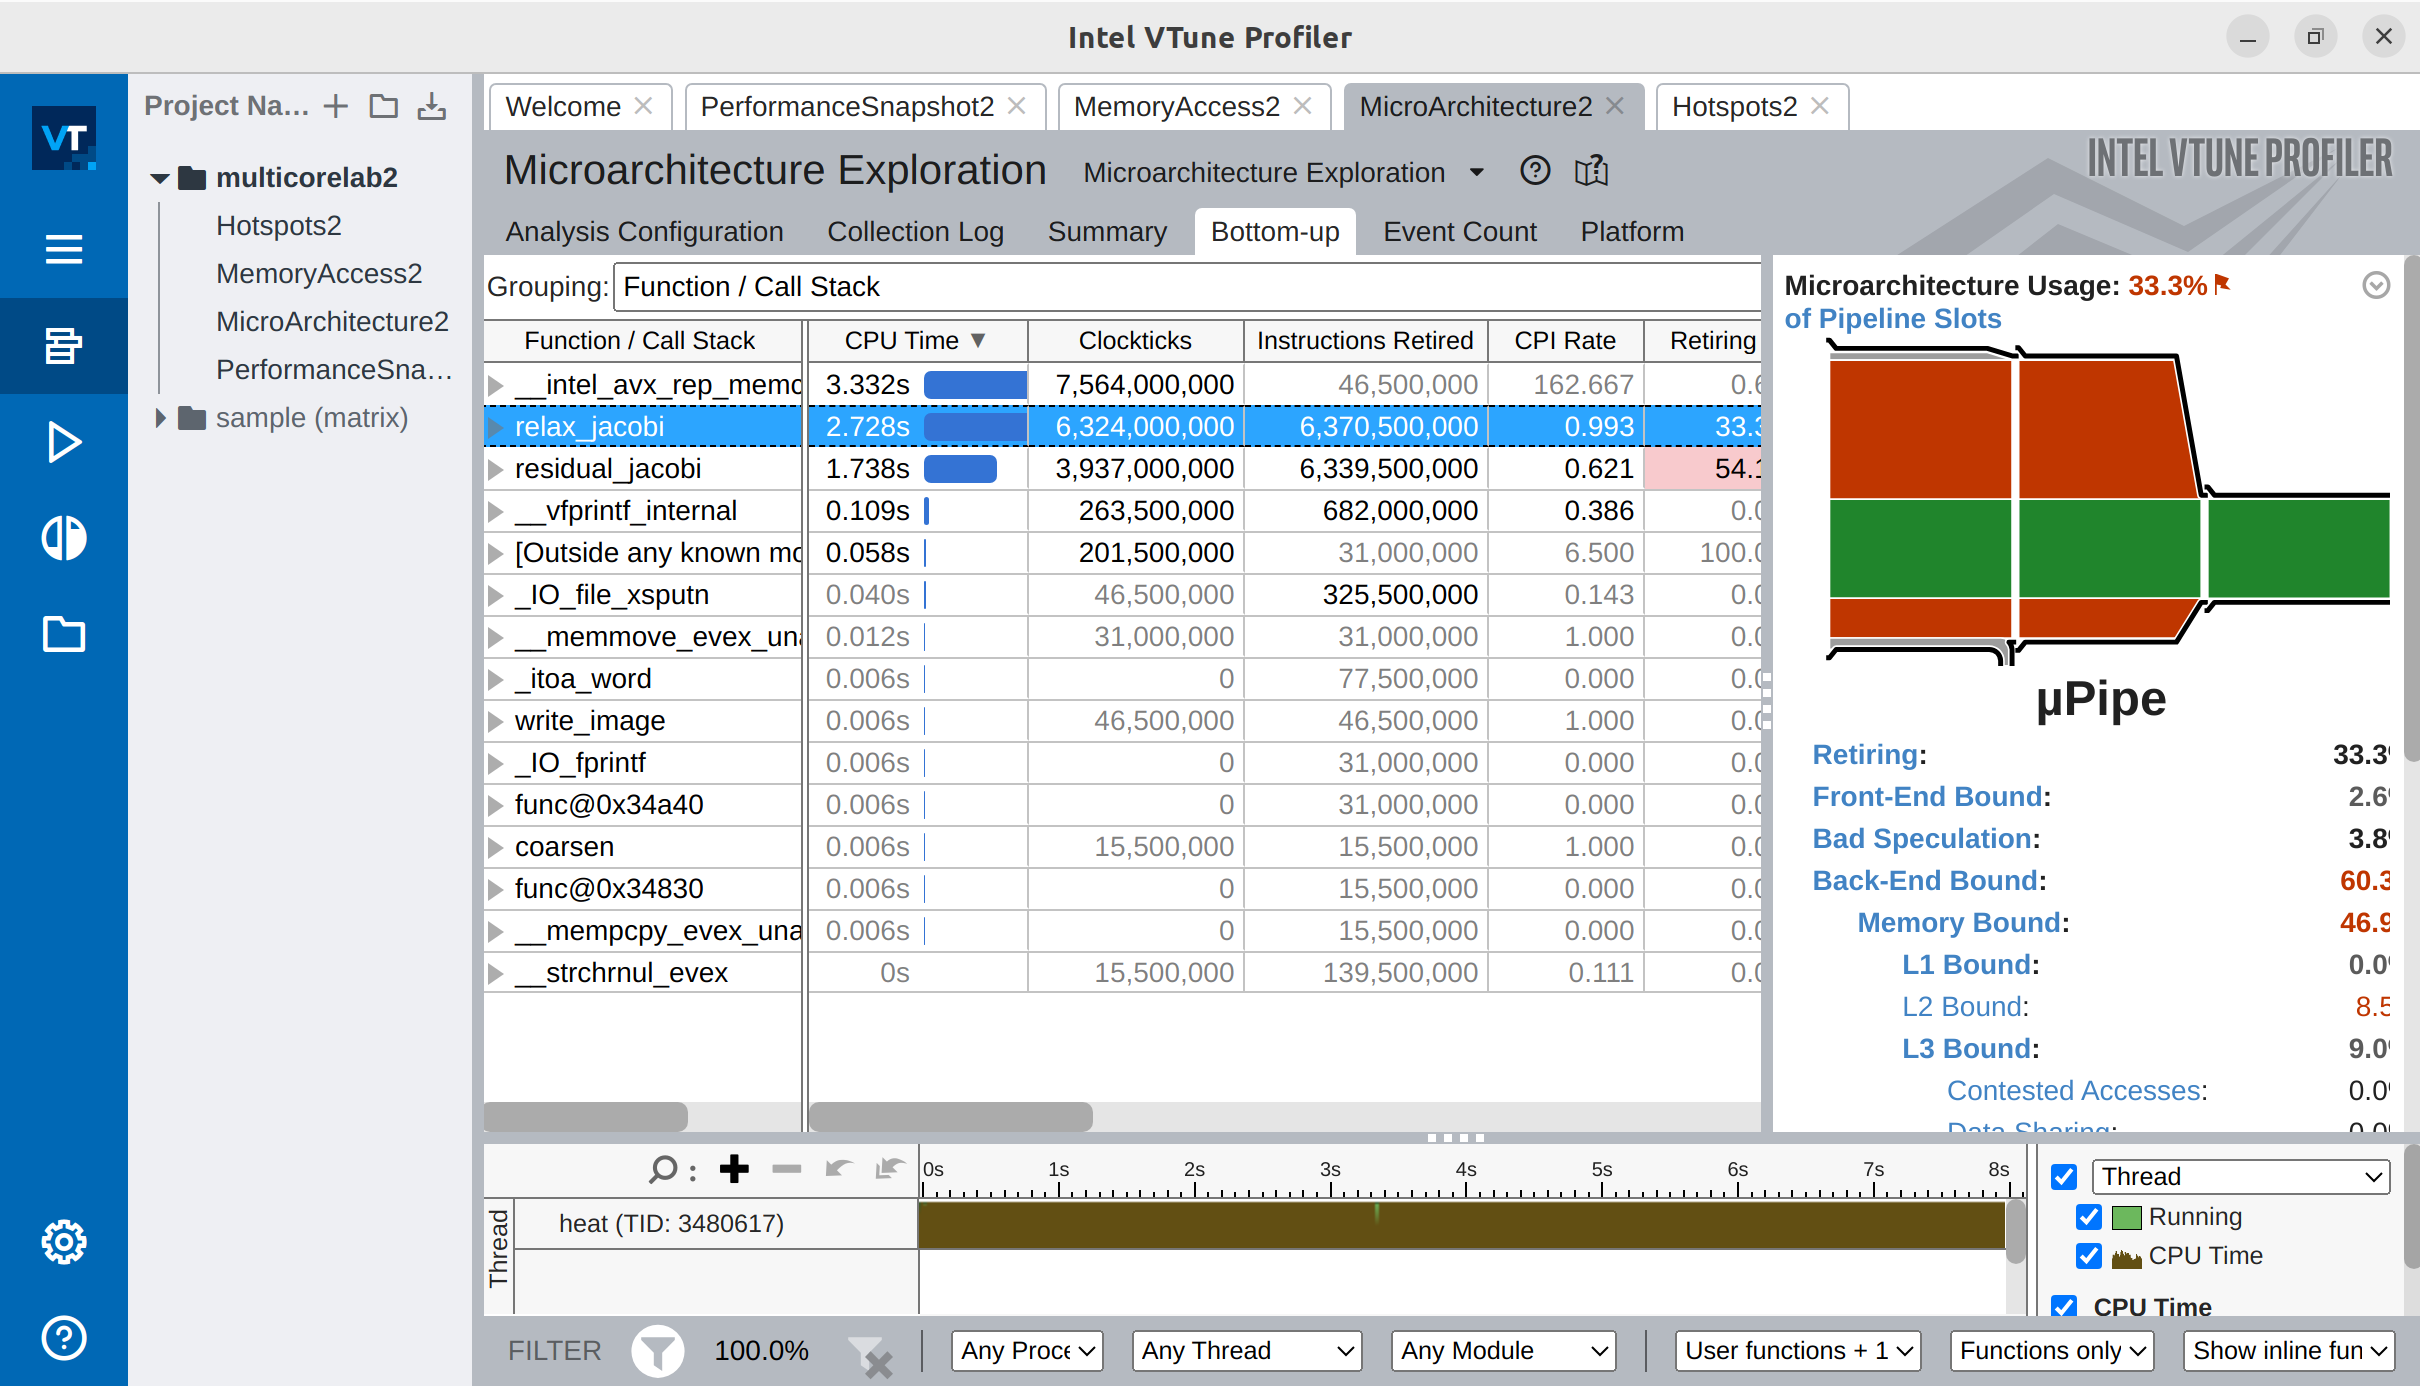 Intel VTune Profiler
VT
Project Na…
multicorelab2
Hotspots2
MemoryAccess2
MicroArchitecture2
PerformanceSna…
sample (matrix)
Welcome PerformanceSnapshot2 MemoryAccess2 MicroArchitecture2 Hotspots2
Microarchitecture Exploration Microarchitecture Exploration
INTEL VTUNE PROFILER
Analysis Configuration Collection Log Summary Bottom-up Event Count Platform
Grouping: Function / Call Stack
Function / Call Stack CPU Time ▼ Clockticks Instructions Retired CPI Rate Retiring
__intel_avx_rep_memc 3.332s 7,564,000,000 46,500,000 162.667 0.6
relax_jacobi 2.728s 6,324,000,000 6,370,500,000 0.993 33.3
residual_jacobi 1.738s 3,937,000,000 6,339,500,000 0.621 54.1
__vfprintf_internal 0.109s 263,500,000 682,000,000 0.386 0.0
[Outside any known mo 0.058s 201,500,000 31,000,000 6.500 100.0
_IO_file_xsputn 0.040s 46,500,000 325,500,000 0.143 0.0
__memmove_evex_una 0.012s 31,000,000 31,000,000 1.000 0.0
_itoa_word 0.006s 0 77,500,000 0.000 0.0
write_image 0.006s 46,500,000 46,500,000 1.000 0.0
_IO_fprintf 0.006s 0 31,000,000 0.000 0.0
func@0x34a40 0.006s 0 31,000,000 0.000 0.0
coarsen 0.006s 15,500,000 15,500,000 1.000 0.0
func@0x34830 0.006s 0 15,500,000 0.000 0.0
__mempcpy_evex_una 0.006s 0 15,500,000 0.000 0.0
__strchrnul_evex 0s 15,500,000 139,500,000 0.111 0.0
Microarchitecture Usage: 33.3%
of Pipeline Slots
µPipe
Retiring: 33.3
Front-End Bound: 2.6
Bad Speculation: 3.8
Back-End Bound: 60.3
Memory Bound: 46.9
L1 Bound: 0.0
L2 Bound: 8.5
L3 Bound: 9.0
Contested Accesses: 0.0
Data Sharing: 0.0
0s 1s 2s 3s 4s 5s 6s 7s 8s
Thread
heat (TID: 3480617)
Thread
Running
CPU Time
CPU Time
FILTER 100.0% Any Proce Any Thread Any Module User functions + 1 Functions only Show inline fun